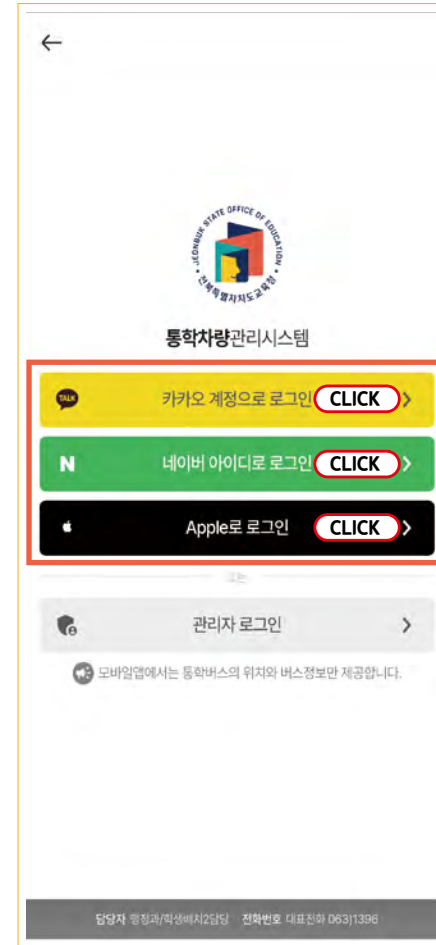 ←
JEONBUK STATE OFFICE OF EDUCATION
전북특별자치도교육청
통학차량관리시스템
TALK 카카오 계정으로 로그인 CLICK >
N 네이버 아이디로 로그인 CLICK >
Apple로 로그인 CLICK >
또는
관리자 로그인 >
모바일앱에서는 통학버스의 위치와 버스정보만 제공합니다.
담당자 행정과/학생배치2담당 전화번호 대표전화 063)1396